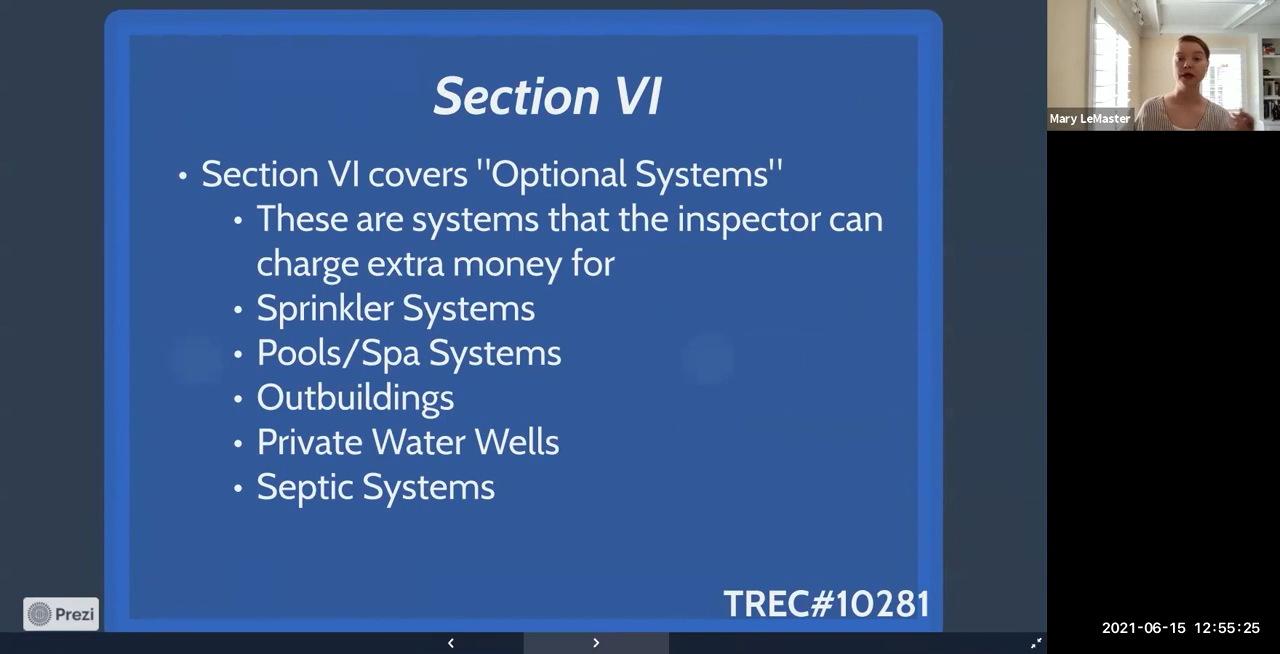 Section VI
• Section VI covers "Optional Systems"
• These are systems that the inspector can
charge extra money for
• Sprinkler Systems
• Pools/Spa Systems
• Outbuildings
• Private Water Wells
• Septic Systems
TREC#10281
Prezi
Mary LeMaster
2021-06-15 12:55:25